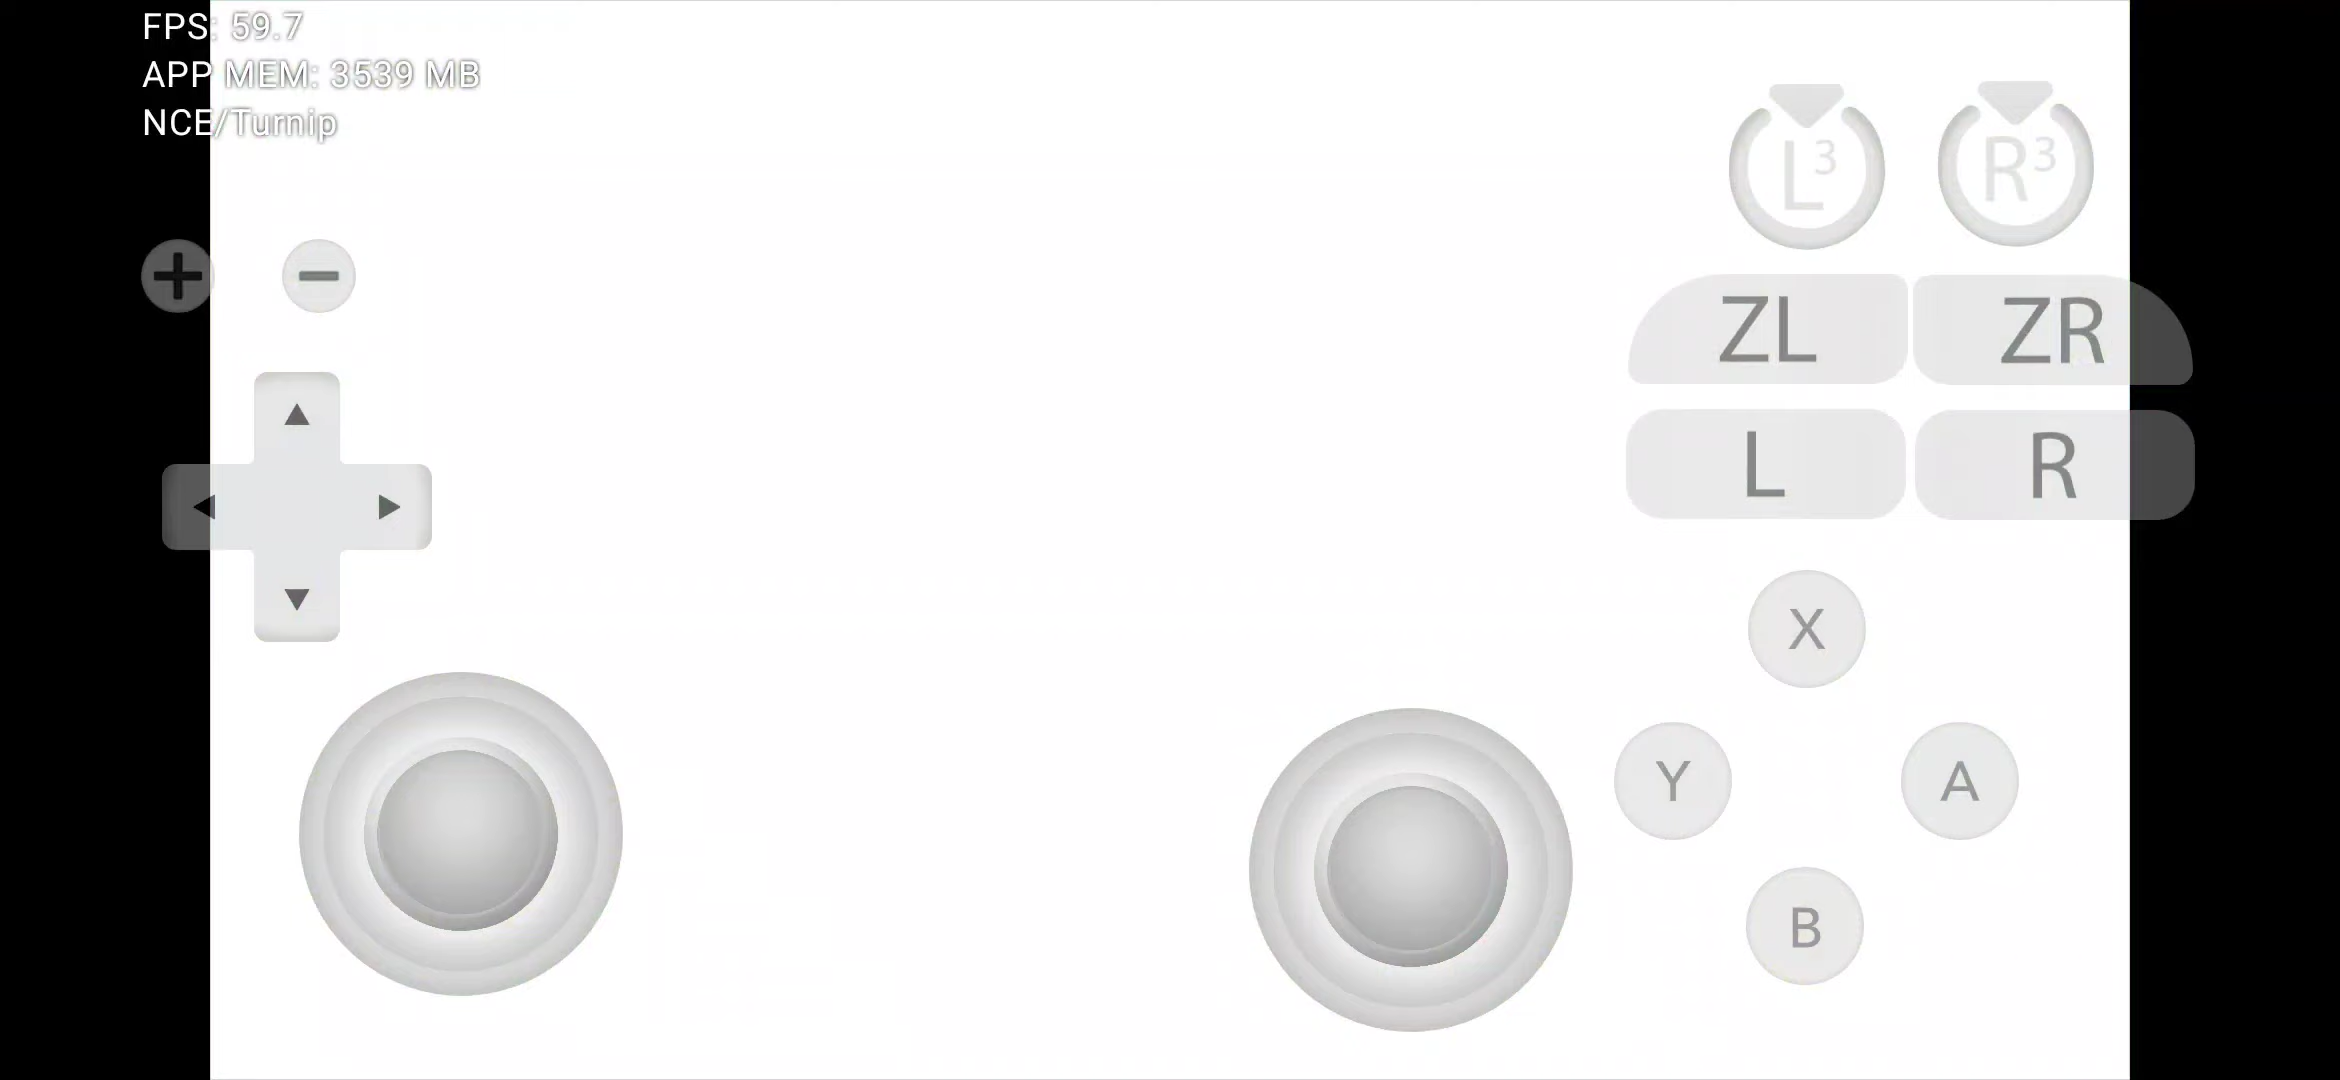 FPS: 59.7
APP MEM: 3539 MB
NCE/Turnip
L3 R3
ZL ZR
L R
X
Y A
B